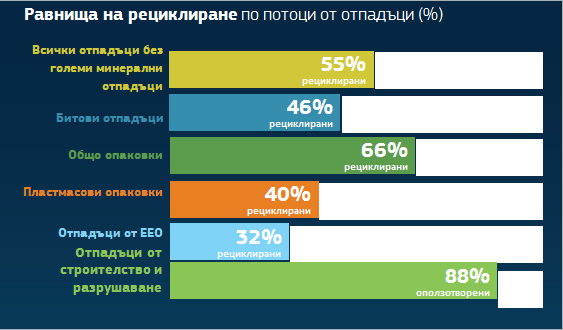 Равнища на рециклиране по потоци от отпадъци (%)
Всички отпадъци без
големи минерални
отпадъци
55%
рециклирани
Битови отпадъци
46%
рециклирани
Общо опаковки
66%
рециклирани
Пластмасови опаковки
40%
рециклирани
Отпадъци от ЕЕО
32%
рециклирани
Отпадъци от
строителство и
разрушаване
88%
оползотворени